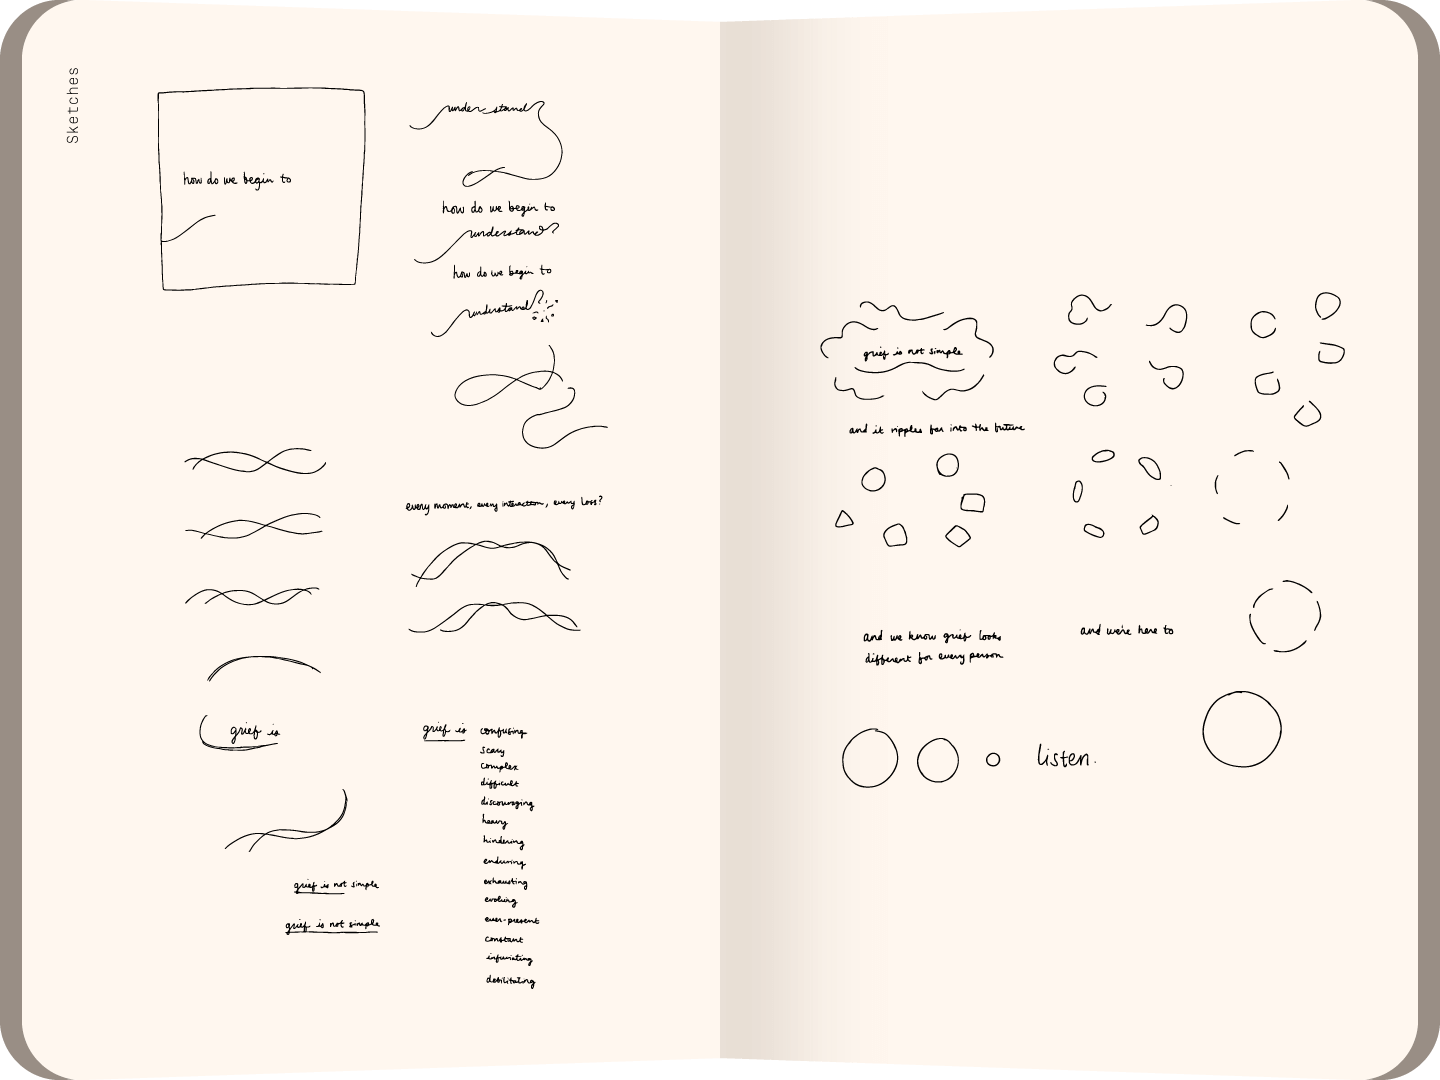 Sketches
how do we begin to
understand
how do we begin to
understand?
how do we begin to
understand?
every moment, every interaction, every loss?
grief is
grief is not simple
grief is not simple
grief is
confusing
scary
complex
difficult
discouraging
heavy
hindering
enduring
exhausting
evolving
ever-present
constant
infuriating
debilitating
grief is not simple
and it ripples far into the future
and we know grief looks
different for every person
and we're here to
listen.